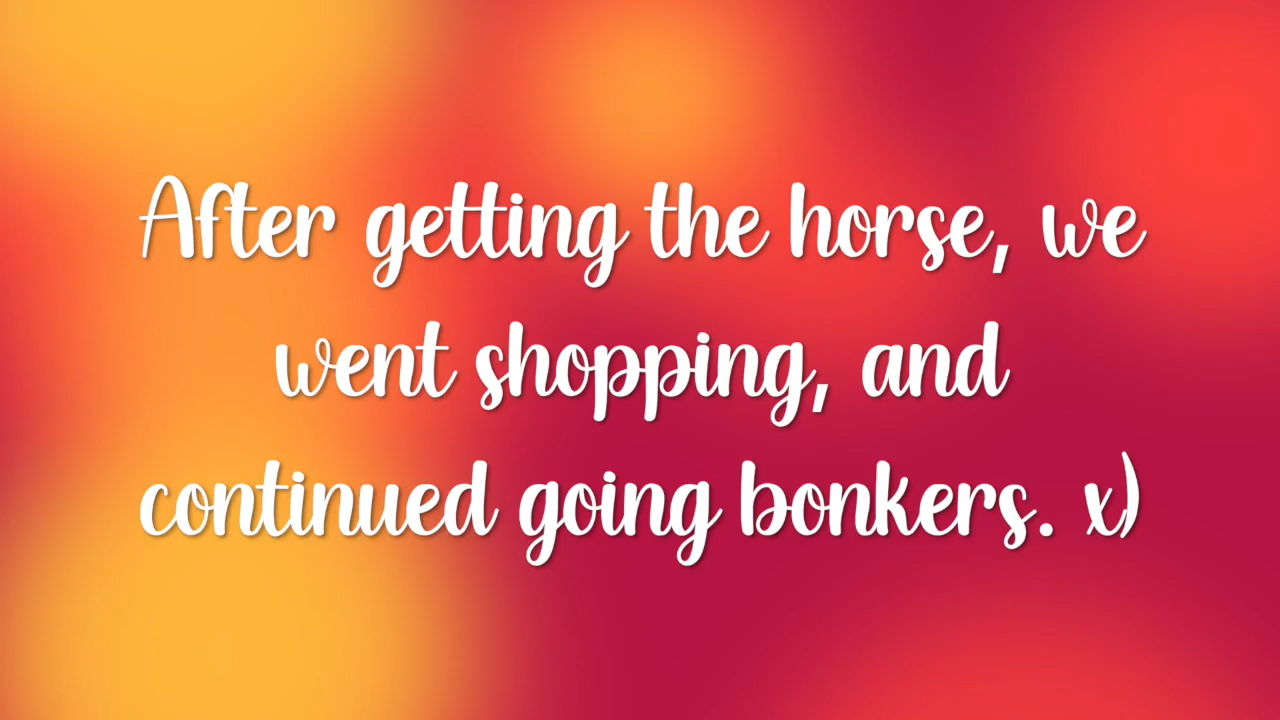 After getting the horse, we
went shopping, and
continued going bonkers. x)